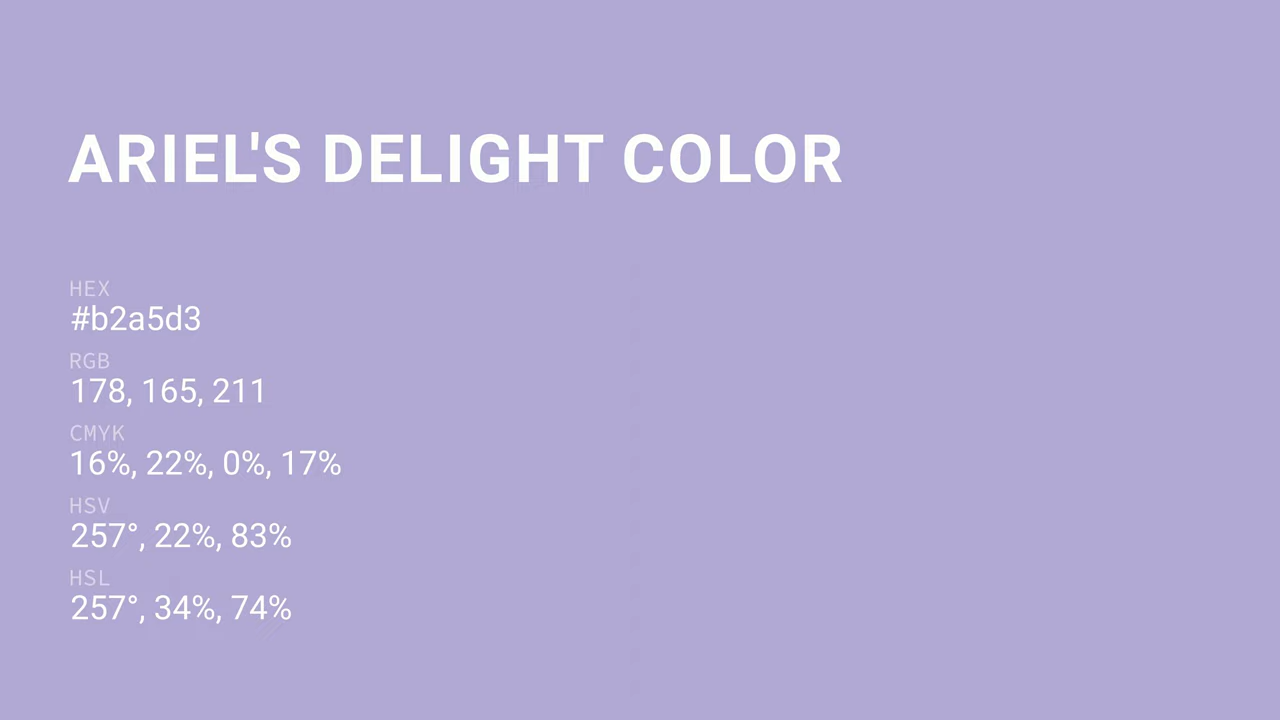 ARIEL'S DELIGHT COLOR
HEX
#b2a5d3
RGB
178, 165, 211
CMYK
16%, 22%, 0%, 17%
HSV
257°, 22%, 83%
HSL
257°, 34%, 74%